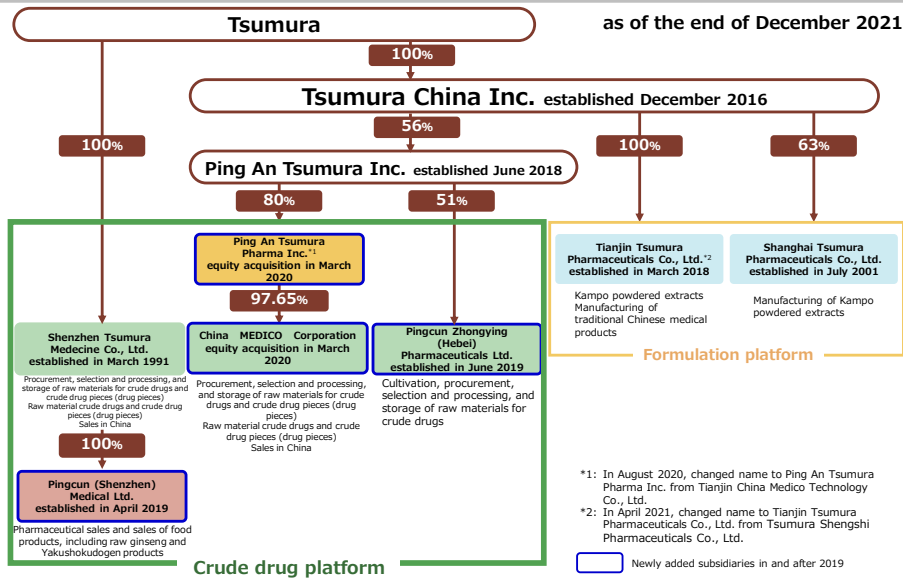 Tsumura
as of the end of December 2021
100%
Tsumura China Inc. established December 2016
56%
100%
100%
63%
Ping An Tsumura Inc. established June 2018
80%
51%
Ping An Tsumura
Pharma Inc.*1
equity acquisition in March
2020
97.65%
Tianjin Tsumura
Pharmaceuticals Co., Ltd.*2
established in March 2018
Shanghai Tsumura
Pharmaceuticals Co., Ltd.
established in July 2001
Kampo powdered extracts
Manufacturing of
traditional Chinese medical
products
Manufacturing of Kampo
powdered extracts
Formulation platform
Shenzhen Tsumura
Medecine Co., Ltd.
established in March 1991
China MEDICO Corporation
equity acquisition in March
2020
Pingcun Zhongying
(Hebei)
Pharmaceuticals Ltd.
established in June 2019
Procurement, selection and processing, and
storage of raw materials for crude drugs and
crude drug pieces (drug pieces)
Raw material crude drugs and crude drug
pieces (drug pieces)
Sales in China
Procurement, selection and processing,
and storage of raw materials for crude
drugs and crude drug pieces (drug
pieces)
Raw material crude drugs and crude
drug pieces (drug pieces)
Sales in China
Cultivation, procurement,
selection and processing, and
storage of raw materials for
crude drugs
100%
Pingcun (Shenzhen)
Medical Ltd.
established in April 2019
Pharmaceutical sales and sales of food
products, including raw ginseng and
Yakushokudogen products
Crude drug platform
*1: In August 2020, changed name to Ping An Tsumura
Pharma Inc. from Tianjin China Medico Technology
Co., Ltd.
*2: In April 2021, changed name to Tianjin Tsumura
Pharmaceuticals Co., Ltd. from Tsumura Shengshi
Pharmaceuticals Co., Ltd.
Newly added subsidiaries in and after 2019